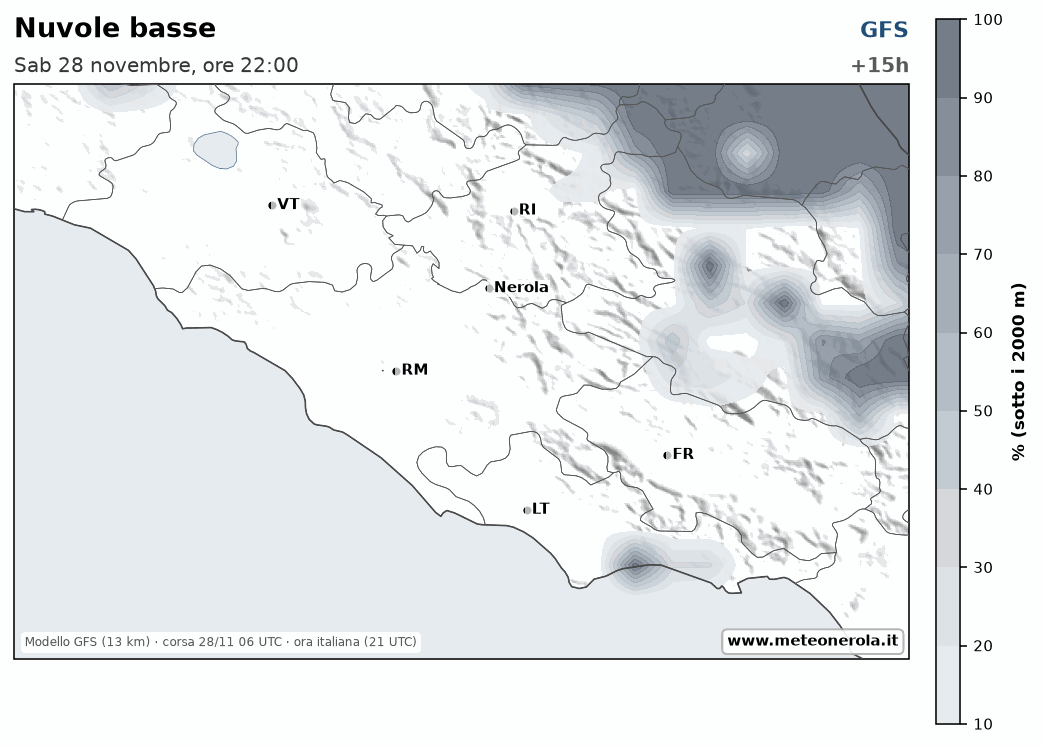 Nuvole basse
GFS
Sab 28 novembre, ore 22:00
+15h
100
90
80
70
60
50
40
30
20
10
% (sotto i 2000 m)
VT
RI
Nerola
RM
FR
LT
Modello GFS (13 km) · corsa 28/11 06 UTC · ora italiana (21 UTC)
www.meteonerola.it